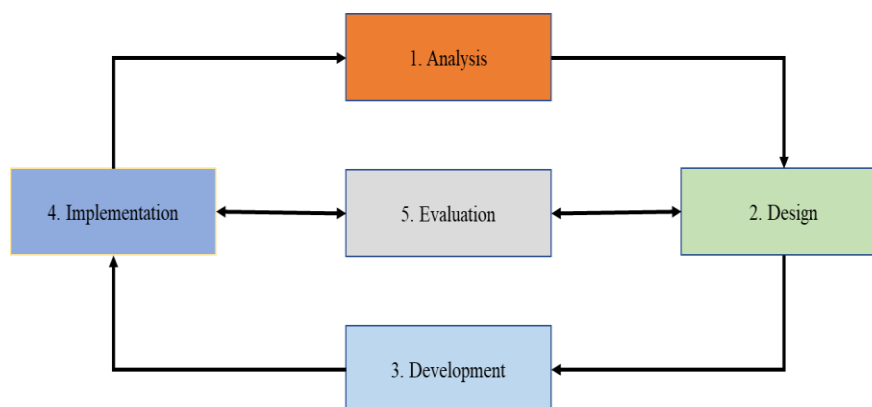 1. Analysis
4. Implementation
5. Evaluation
2. Design
3. Development